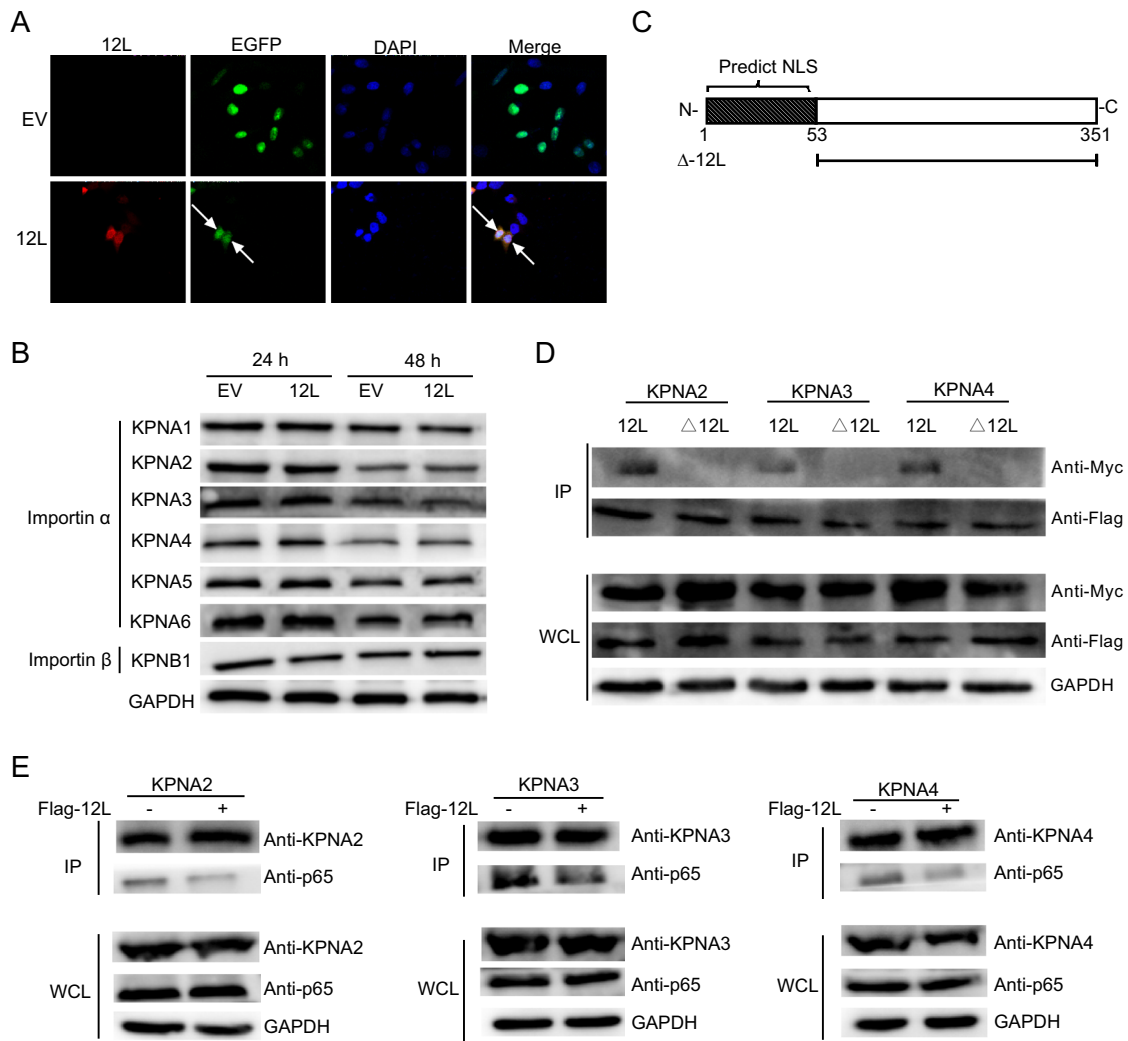 A
12L EGFP DAPI Merge
EV
12L
C
Predict NLS
N- -C
1 53 351
Δ-12L
B
24 h 48 h
EV 12L EV 12L
KPNA1
KPNA2
KPNA3
Importin α
KPNA4
KPNA5
KPNA6
Importin β KPNB1
GAPDH
D
KPNA2 KPNA3 KPNA4
12L △12L 12L △12L 12L △12L
IP
Anti-Myc
Anti-Flag
WCL
Anti-Myc
Anti-Flag
GAPDH
E
KPNA2
Flag-12L - +
IP
Anti-KPNA2
Anti-p65
WCL
Anti-KPNA2
Anti-p65
GAPDH
KPNA3
Flag-12L - +
IP
Anti-KPNA3
Anti-p65
WCL
Anti-KPNA3
Anti-p65
GAPDH
KPNA4
Flag-12L - +
IP
Anti-KPNA4
Anti-p65
WCL
Anti-KPNA4
Anti-p65
GAPDH